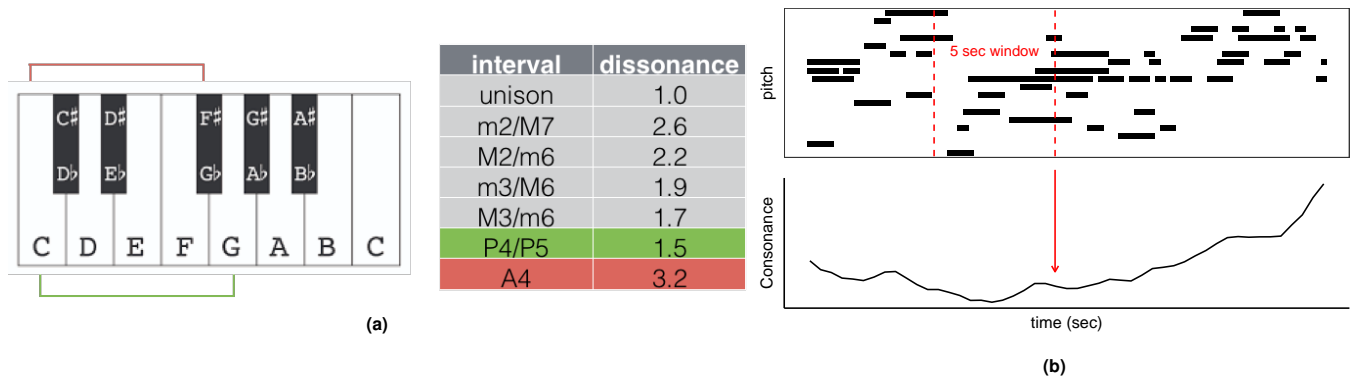 C♯ D♯ F♯ G♯ A♯
D♭ E♭ G♭ A♭ B♭
C D E F G A B C
(a)
interval dissonance
unison 1.0
m2/M7 2.6
M2/m6 2.2
m3/M6 1.9
M3/m6 1.7
P4/P5 1.5
A4 3.2
pitch
5 sec window
Consonance
time (sec)
(b)